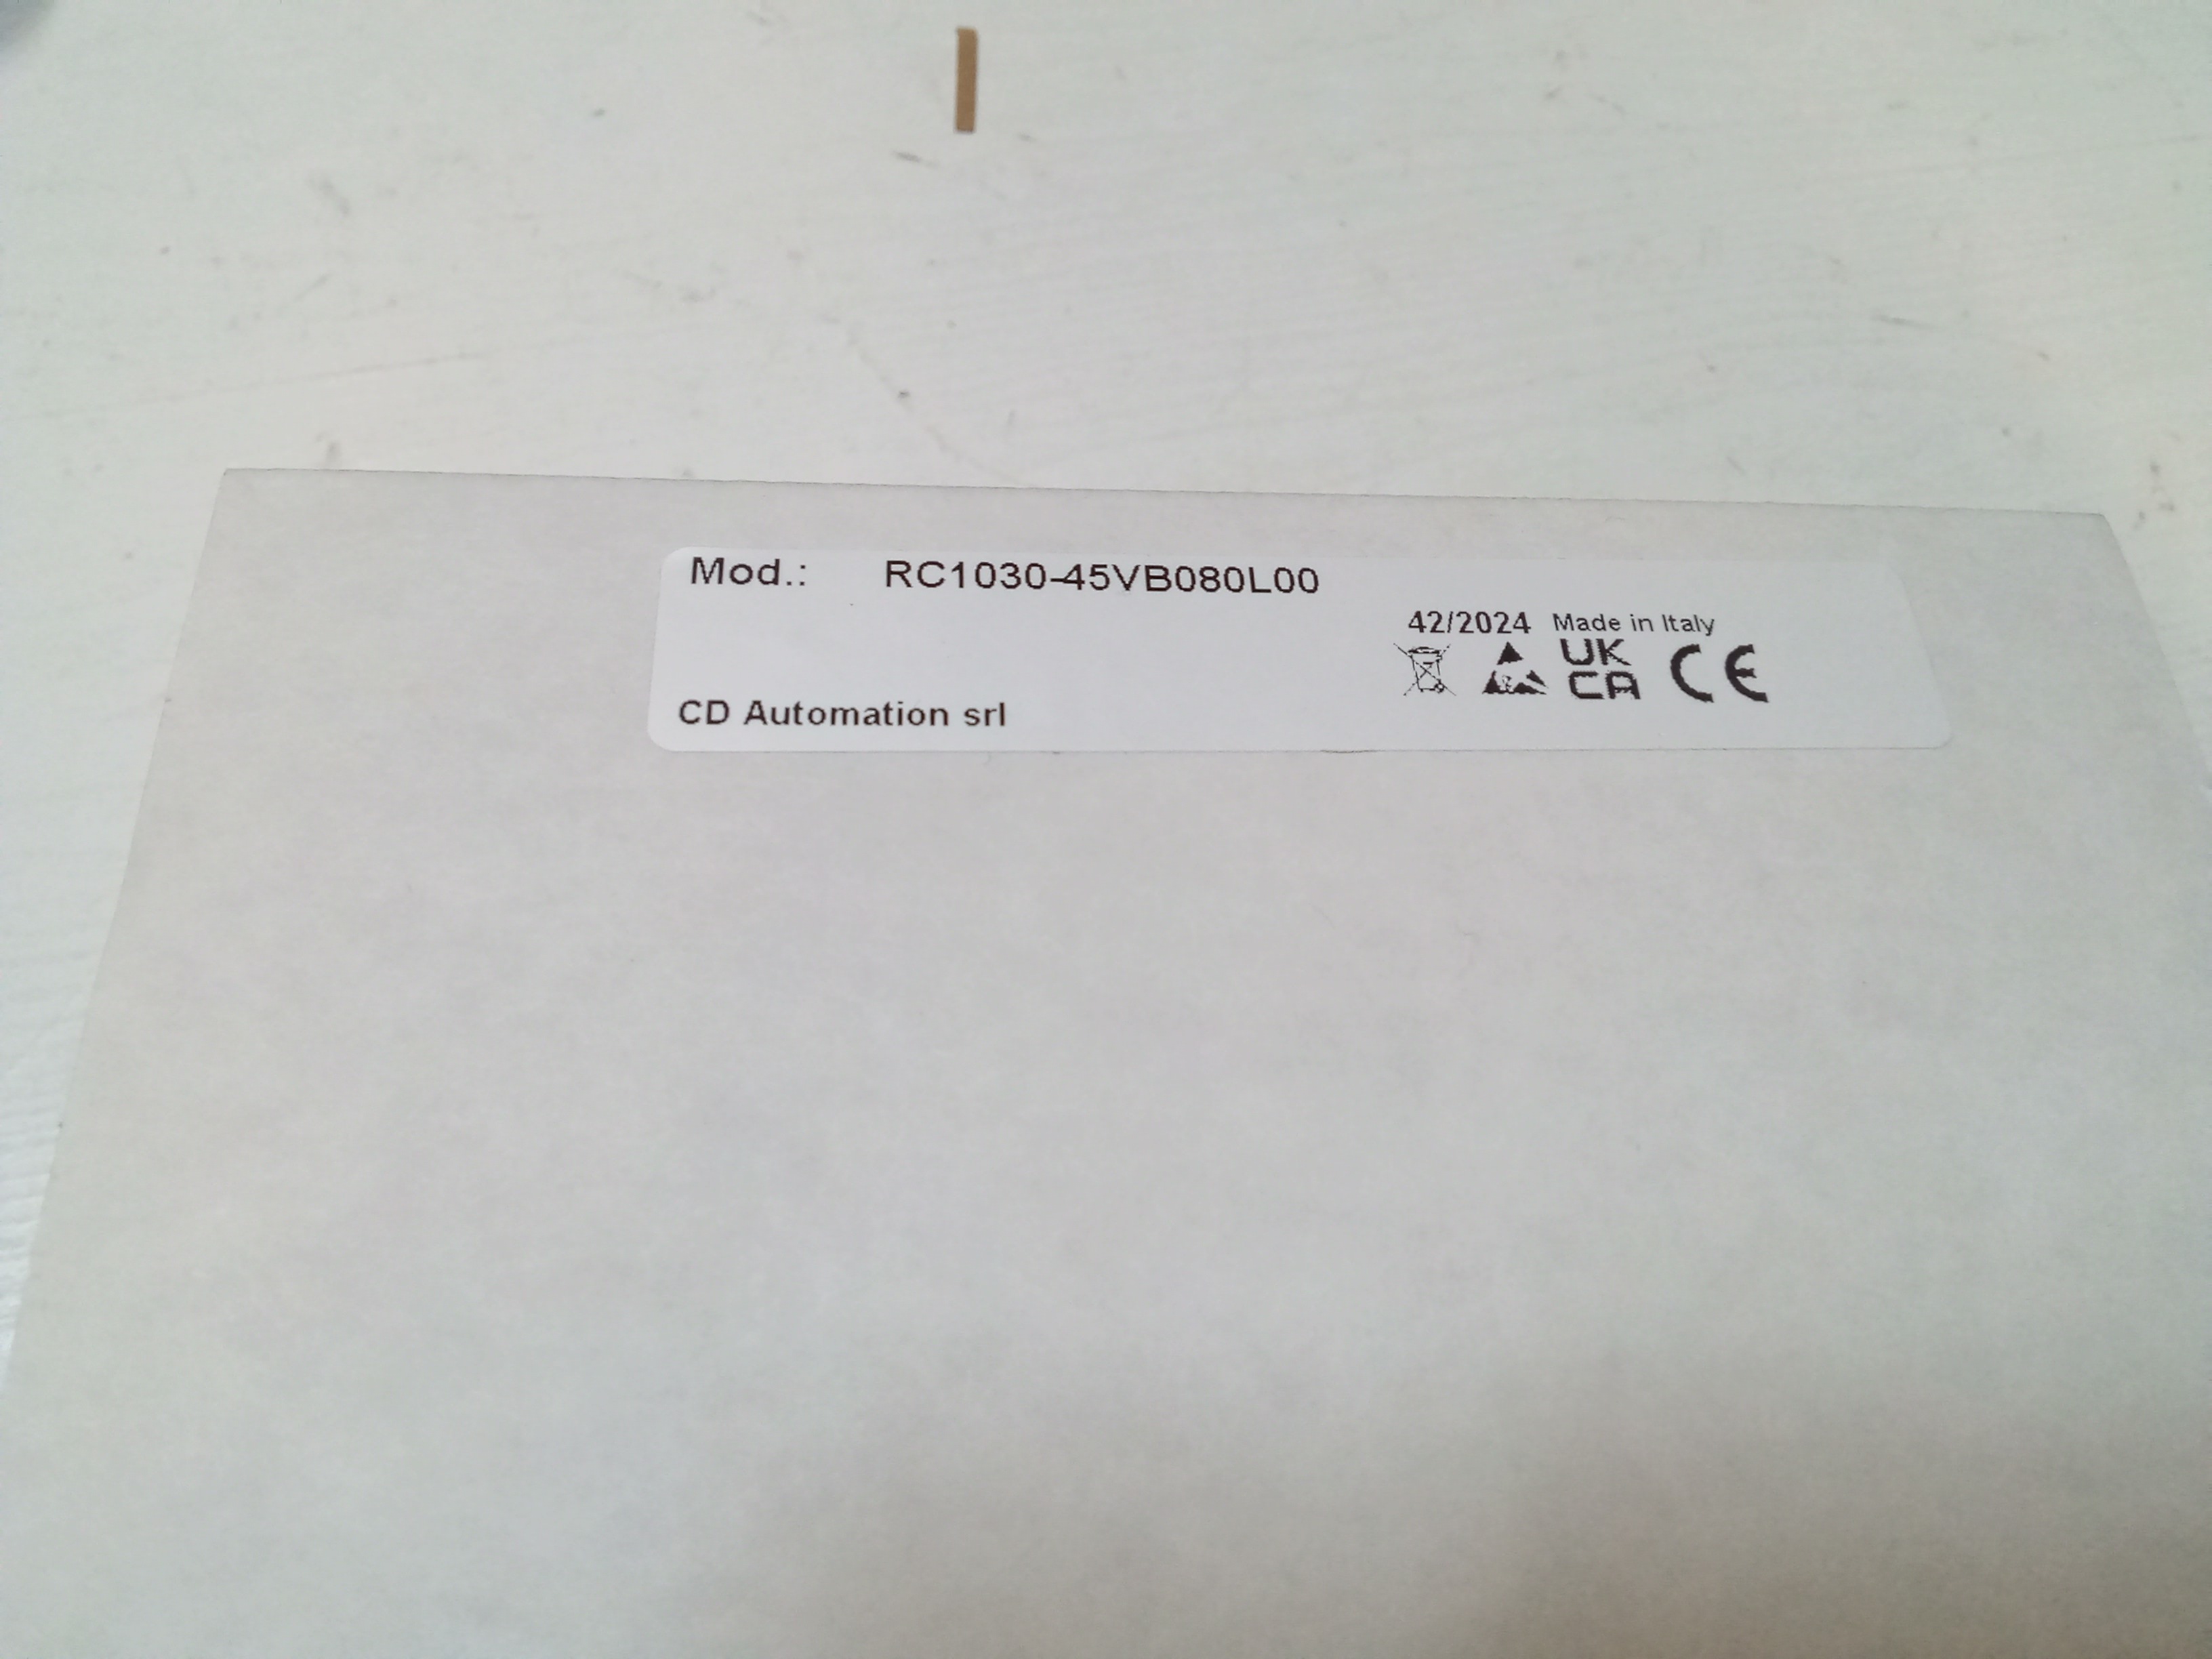 Mod.: RC1030-45VB080L00
42/2024 Made in Italy
UK
CA CE
CD Automation srl